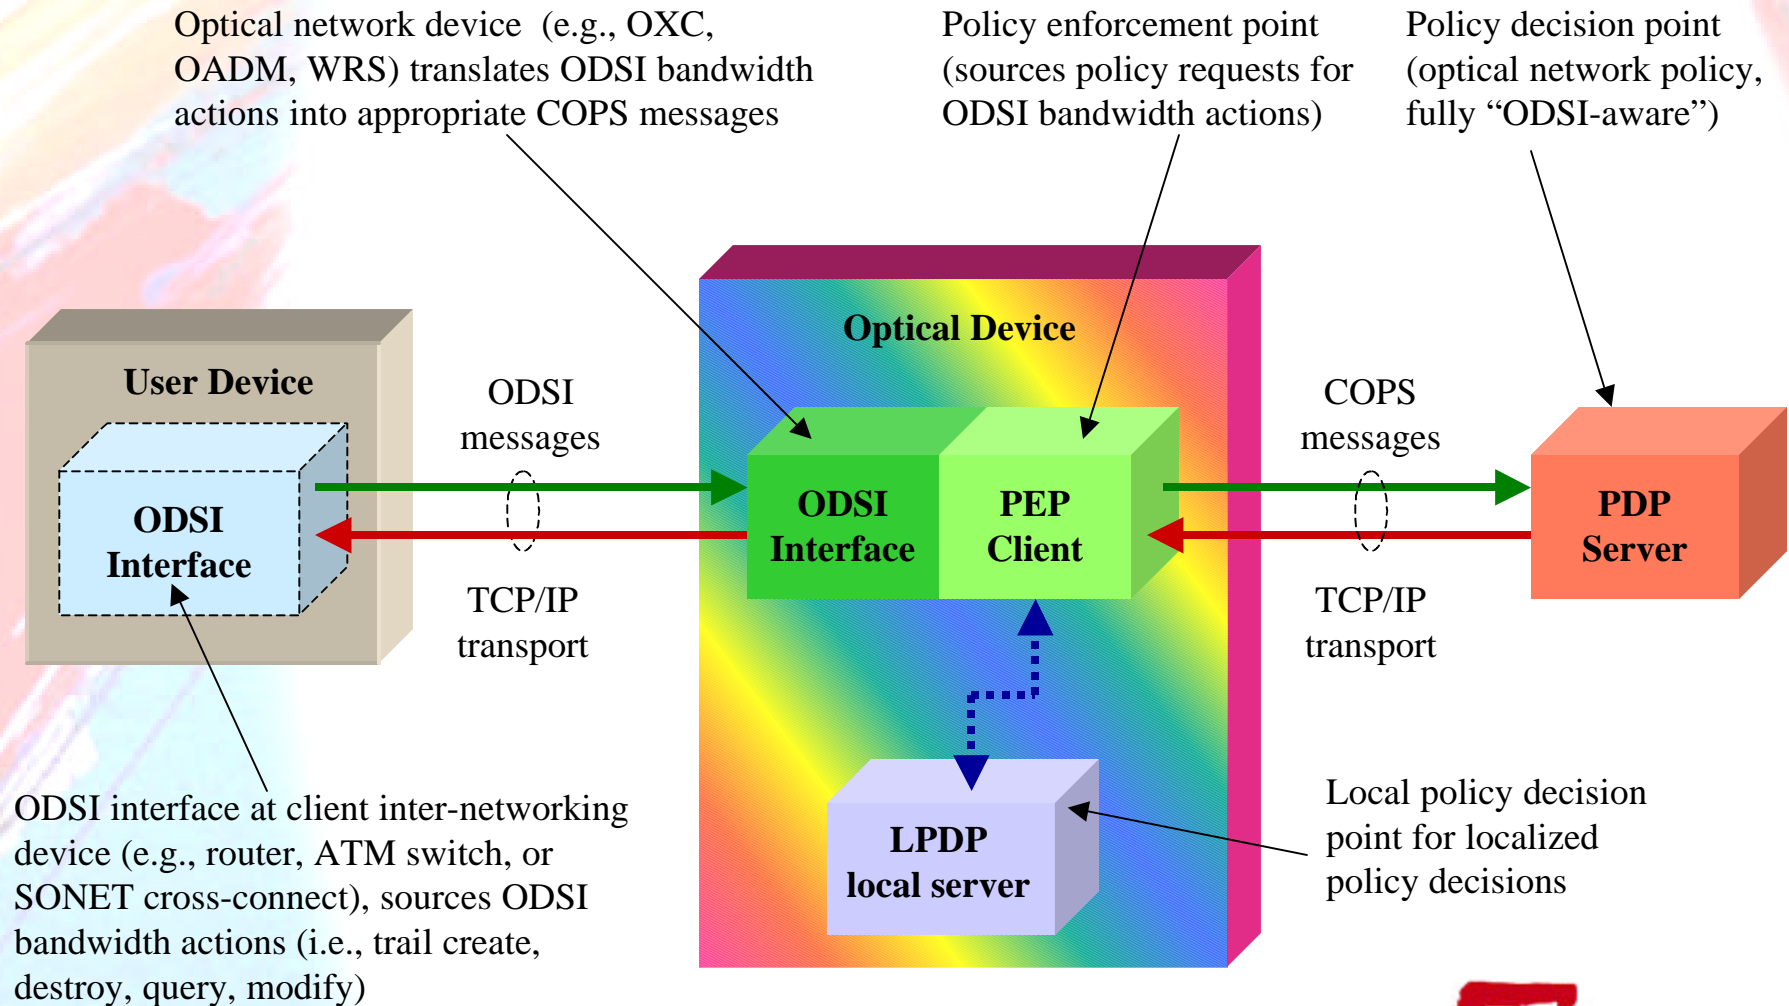 Optical network device (e.g., OXC,
OADM, WRS) translates ODSI bandwidth
actions into appropriate COPS messages
Policy enforcement point
(sources policy requests for
ODSI bandwidth actions)
Policy decision point
(optical network policy,
fully “ODSI-aware”)
Optical Device
User Device
ODSI
messages
COPS
messages
ODSI
Interface
ODSI
Interface
PEP
Client
PDP
Server
TCP/IP
transport
TCP/IP
transport
LPDP
local server
Local policy decision
point for localized
policy decisions
ODSI interface at client inter-networking
device (e.g., router, ATM switch, or
SONET cross-connect), sources ODSI
bandwidth actions (i.e., trail create,
destroy, query, modify)